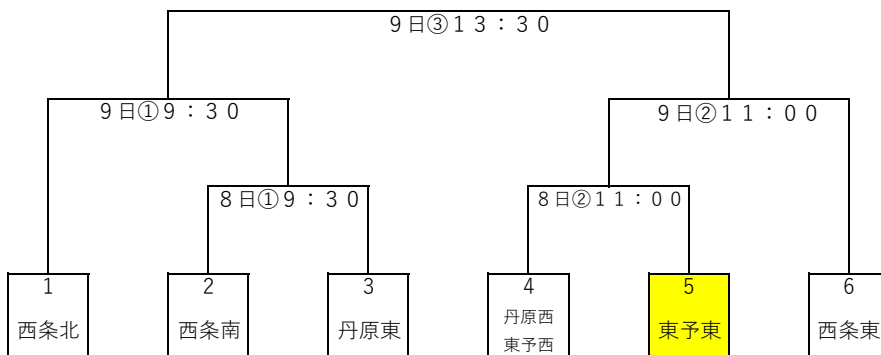 9日③13：30
9日①9：30
9日②11：00
8日①9：30
8日②11：00
1
2
3
4
5
6
西条北
西条南
丹原東
丹原西
東予西
東予東
西条東